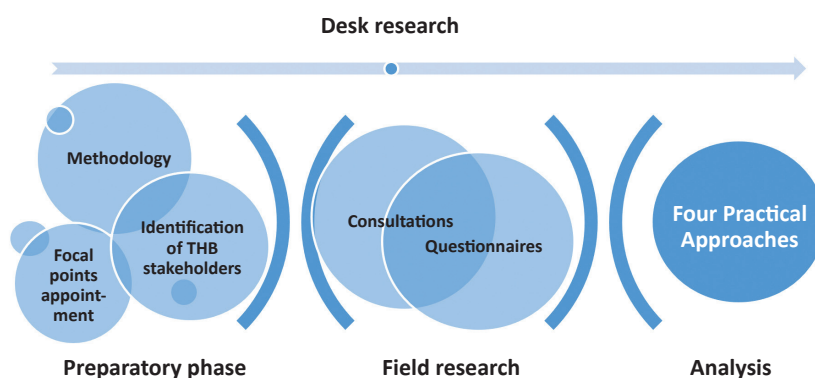 Desk research
Methodology
Identification
of THB
stakeholders
Focal
points
appoint-
ment
Consultations
Questionnaires
Four Practical
Approaches
Preparatory phase
Field research
Analysis